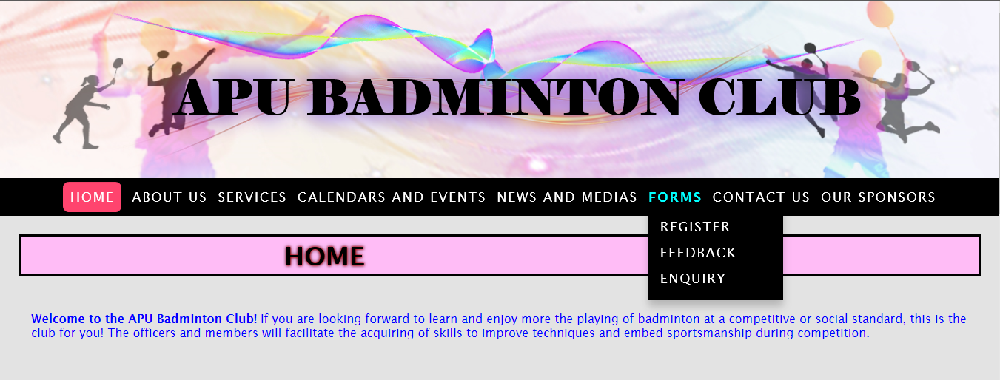 APU BADMINTON CLUB
HOME ABOUT US SERVICES CALENDARS AND EVENTS NEWS AND MEDIAS FORMS CONTACT US OUR SPONSORS
REGISTER
FEEDBACK
ENQUIRY
HOME
Welcome to the APU Badminton Club! If you are looking forward to learn and enjoy more the playing of badminton at a competitive or social standard, this is the
club for you! The officers and members will facilitate the acquiring of skills to improve techniques and embed sportsmanship during competition.